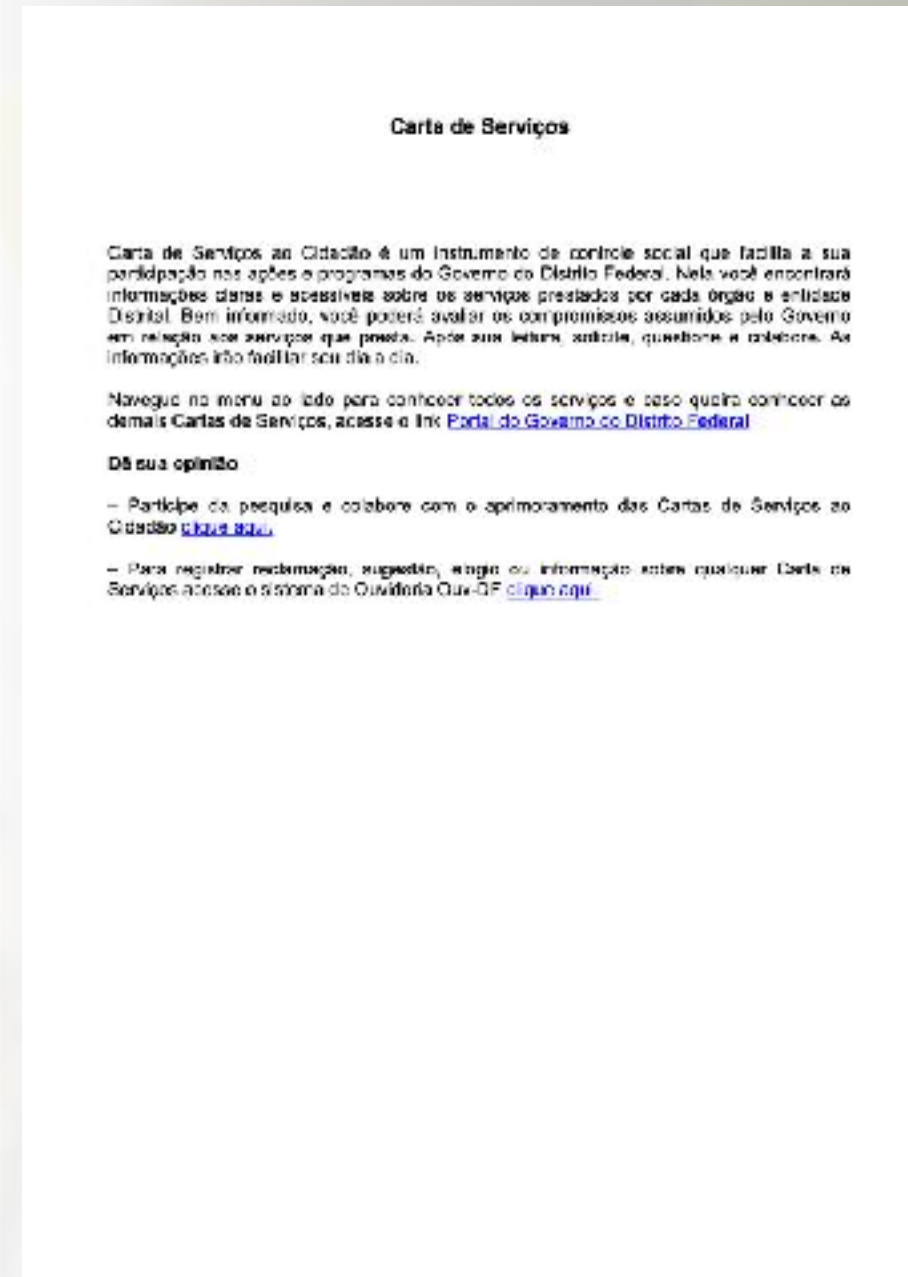 Carta de Serviços
Carta de Serviços ao Cidadão é um instrumento de controle social que facilita a sua
participação nas ações e programas do Governo do Distrito Federal. Nela você encontrará
informações claras e acessíveis sobre os serviços prestados por cada órgão e entidade
Distrital. Bem informado, você poderá avaliar os compromissos assumidos pelo Governo
em relação aos serviços que presta. Após sua leitura, solicite, questione e colabore. As
informações irão facilitar seu dia a dia.
Navegue no menu ao lado para conhecer todos os serviços e caso queira conhecer as
demais Cartas de Serviços, acesse o link Portal do Governo do Distrito Federal
Dê sua opinião
– Participe da pesquisa e colabore com o aprimoramento das Cartas de Serviços ao
Cidadão clique aqui.
– Para registrar reclamação, sugestão, elogio ou informação sobre qualquer Carta de
Serviços acesse o sistema de Ouvidoria Ouv-DF clique aqui.